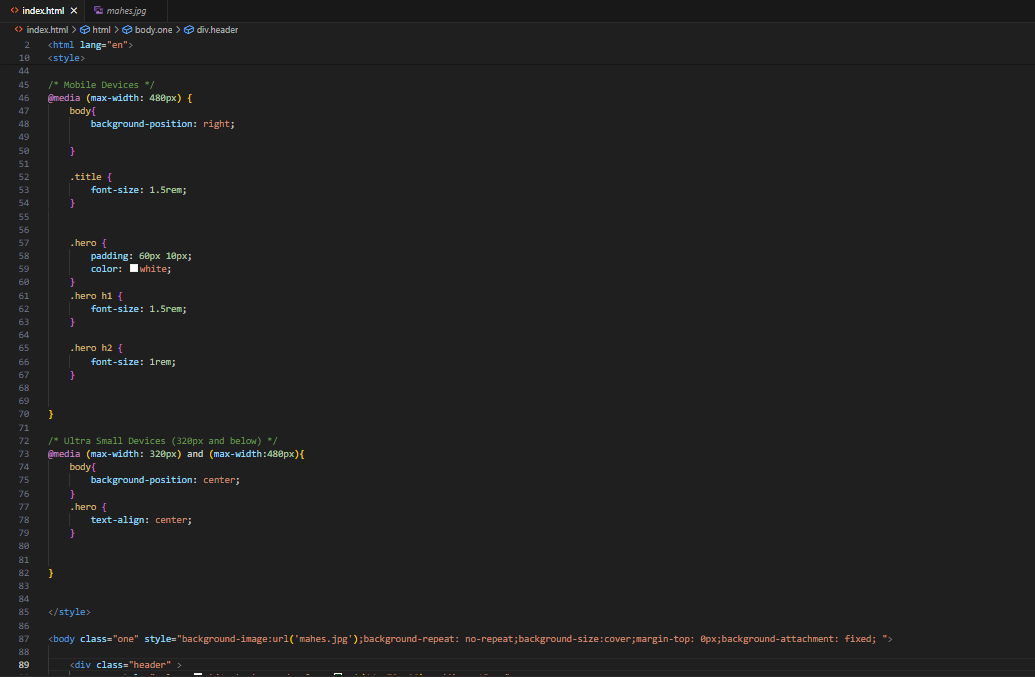 index.html
mahes.jpg
index.html > html > body.one > div.header
2 <html lang="en">
10 <style>
44
45 /* Mobile Devices */
46 @media (max-width: 480px) {
47 body{
48 background-position: right;
49
50 }
51
52 .title {
53 font-size: 1.5rem;
54 }
55
56
57 .hero {
58 padding: 60px 10px;
59 color: white;
60 }
61 .hero h1 {
62 font-size: 1.5rem;
63 }
64
65 .hero h2 {
66 font-size: 1rem;
67 }
68
69
70 }
71
72 /* Ultra Small Devices (320px and below) */
73 @media (max-width: 320px) and (max-width:480px){
74 body{
75 background-position: center;
76 }
77 .hero {
78 text-align: center;
79 }
80
81
82 }
83
84
85 </style>
86
87 <body class="one" style="background-image:url('mahes.jpg');background-repeat: no-repeat;background-size:cover;margin-top: 0px;background-attachment: fixed; ">
88
89 <div class="header" >